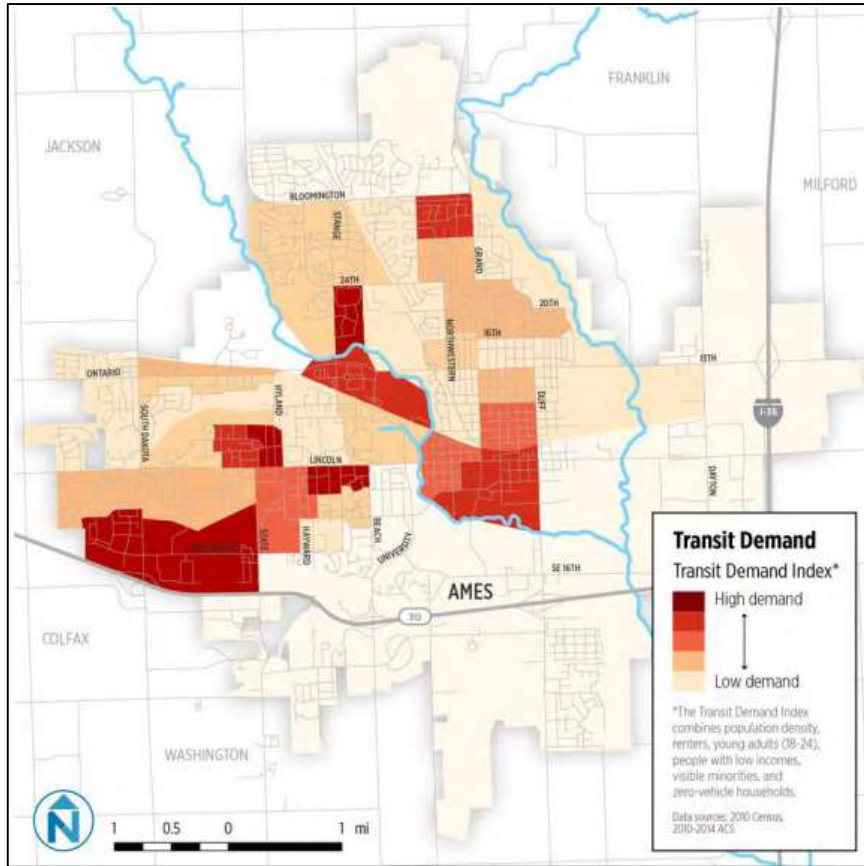 FRANKLIN
JACKSON
MILFORD
BLOOMINGTON
STANGE
GRAND
24TH
20TH
NORTHWESTERN
16TH
ONTARIO
13TH
HYLAND
SOUTH DAKOTA
DUFF
I-35
LINCOLN
DAYTON
STATE
HAYWARD
BEACH
UNIVERSITY
SE 16TH
AMES
30
COLFAX
WASHINGTON
Transit Demand
Transit Demand Index*
High demand
Low demand
*The Transit Demand Index
combines population density,
renters, young adults (18-24),
people with low incomes,
visible minorities, and
zero-vehicle households.
Data sources: 2010 Census,
2010-2014 ACS
N
1 0.5 0 1 mi